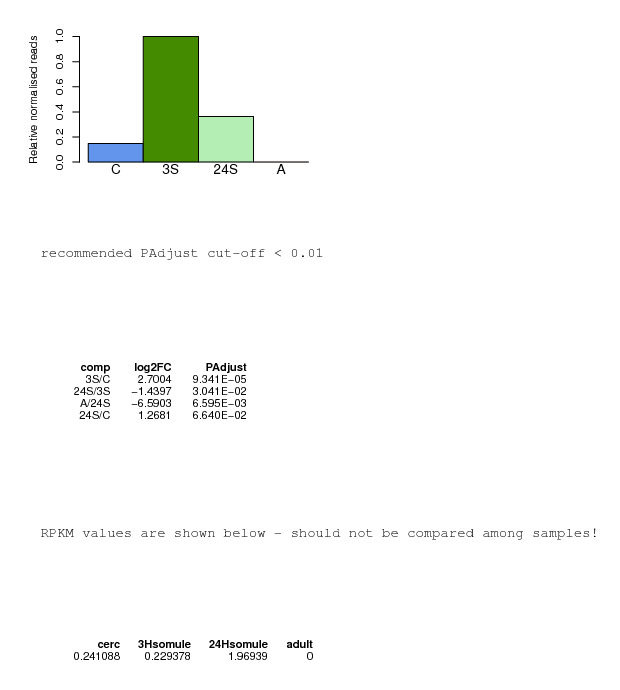 Relative normalised reads
1.0
0.8
0.6
0.4
0.2
0.0
C 3S 24S A
recommended PAdjust cut-off < 0.01
comp log2FC PAdjust
3S/C 2.7004 9.341E-05
24S/3S -1.4397 3.041E-02
A/24S -6.5903 6.595E-03
24S/C 1.2681 6.640E-02
RPKM values are shown below - should not be compared among samples!
cerc 3Hsomule 24Hsomule adult
0.241088 0.229378 1.96939 0